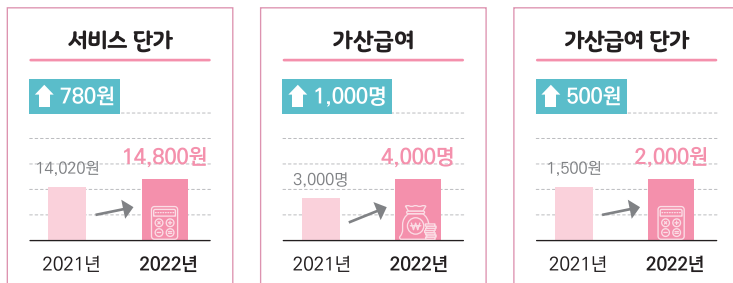 서비스 단가
780원
14,020원
14,800원
2021년
2022년
가산급여
1,000명
3,000명
4,000명
₩
2021년
2022년
가산급여 단가
500원
1,500원
2,000원
2021년
2022년